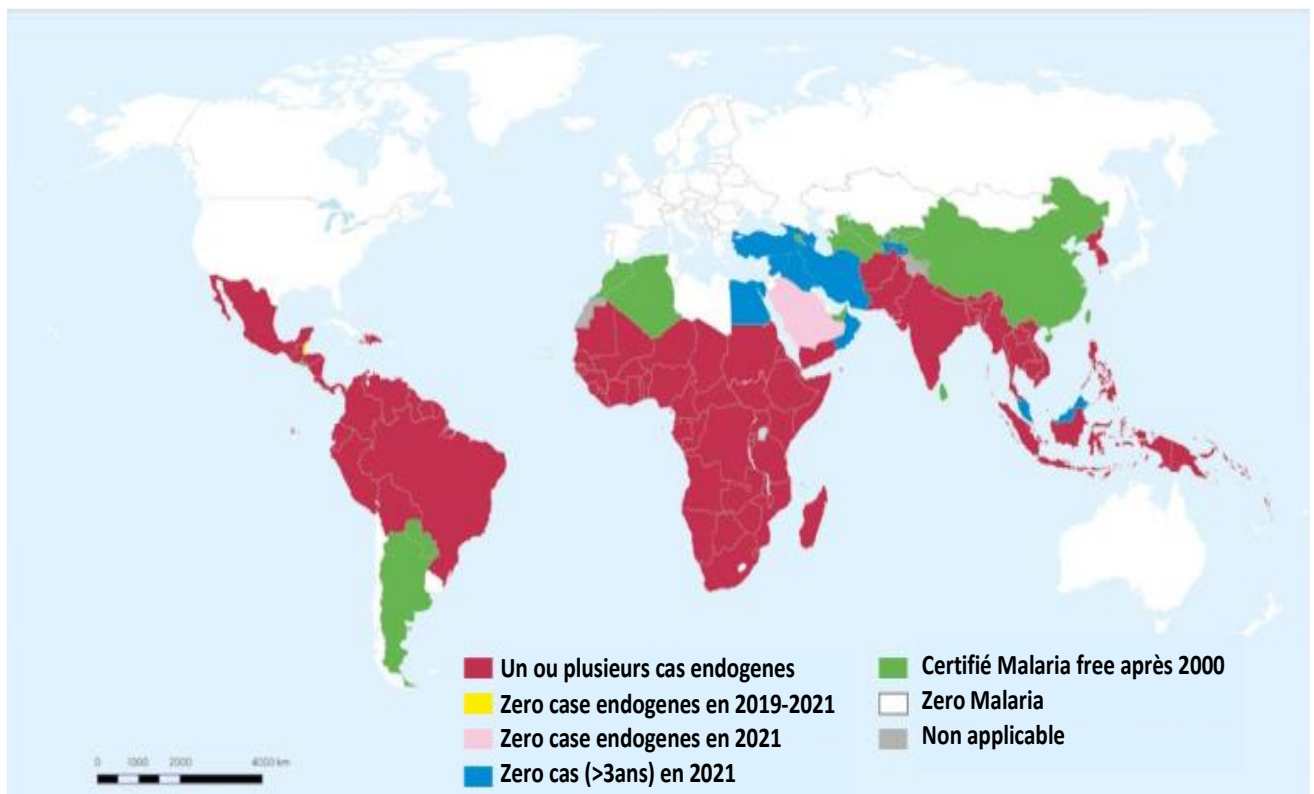 Un ou plusieurs cas endogenes
Zero case endogenes en 2019-2021
Zero case endogenes en 2021
Zero cas (>3ans) en 2021
Certifié Malaria free après 2000
Zero Malaria
Non applicable
0 1000 2000 4000 km